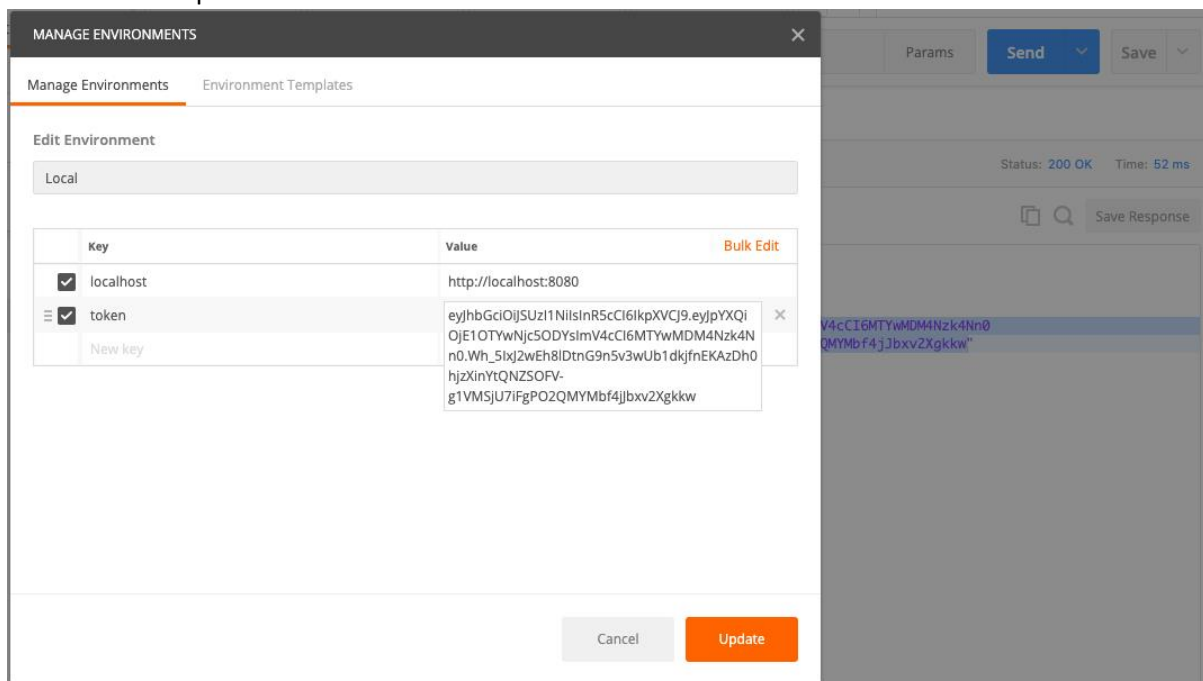 MANAGE ENVIRONMENTS
Params
Send
Save
Manage Environments
Environment Templates
Edit Environment
Status: 200 OK Time: 52 ms
Local
Save Response
Key
Value
Bulk Edit
localhost
http://localhost:8080
token
eyJhbGciOiJSUzI1NiIsInR5cCI6IkpXVCJ9.eyJpYXQi
OjE1OTYwNjc5ODYsImV4cCI6MTYwMDM4Nzk4N
n0.Wh_5IxJ2wEh8lDtnG9n5v3wUb1dkjfnEKAzDh0
hjzXinYtQNZSOFV-
g1VMSjU7iFgPO2QMYMbf4jJbxv2Xgkkw
V4cCI6MTYwMDM4Nzk4Nn0
QMYMbf4jJbxv2Xgkkw"
New key
Cancel
Update